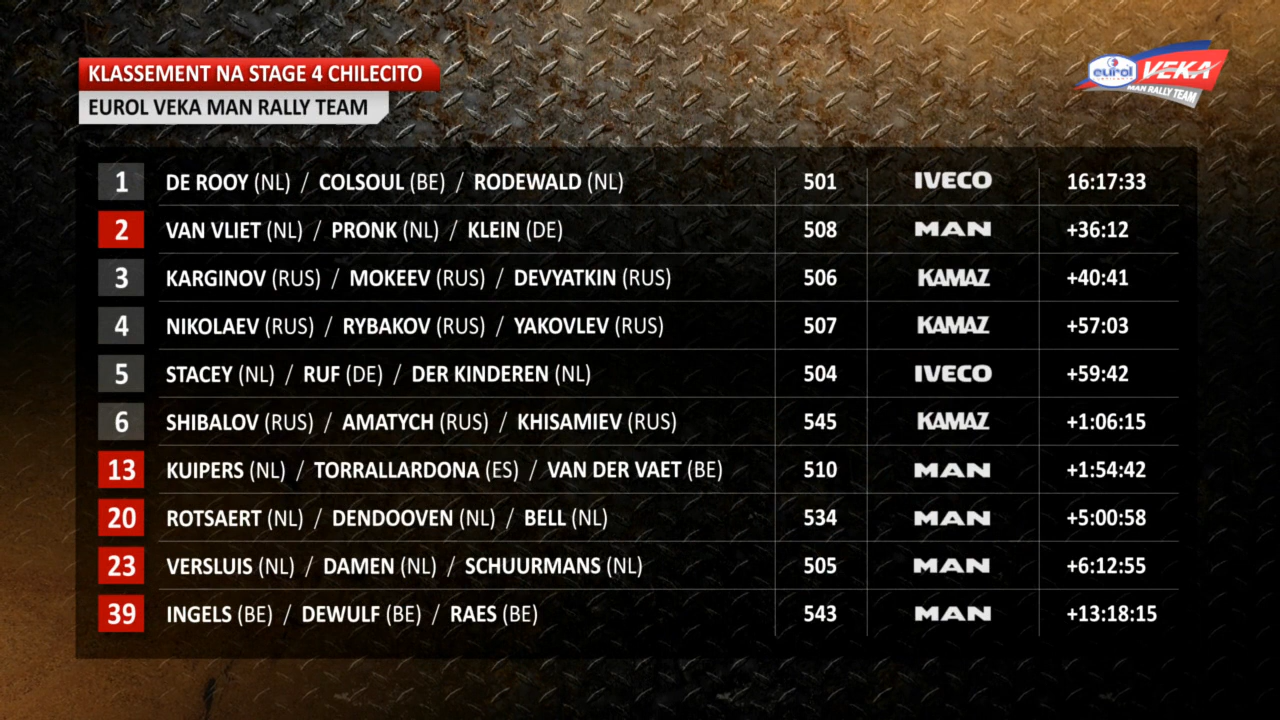 KLASSEMENT NA STAGE 4 CHILECITO
EUROL VEKA MAN RALLY TEAM
eurol VEKA
MAN RALLY TEAM
1 DE ROOY (NL) / COLSOUL (BE) / RODEWALD (NL) 501 IVECO 16:17:33
2 VAN VLIET (NL) / PRONK (NL) / KLEIN (DE) 508 MAN +36:12
3 KARGINOV (RUS) / MOKEEV (RUS) / DEVYATKIN (RUS) 506 KAMAZ +40:41
4 NIKOLAEV (RUS) / RYBAKOV (RUS) / YAKOVLEV (RUS) 507 KAMAZ +57:03
5 STACEY (NL) / RUF (DE) / DER KINDEREN (NL) 504 IVECO +59:42
6 SHIBALOV (RUS) / AMATYCH (RUS) / KHISAMIEV (RUS) 545 KAMAZ +1:06:15
13 KUIPERS (NL) / TORRALLARDONA (ES) / VAN DER VAET (BE) 510 MAN +1:54:42
20 ROTSAERT (NL) / DENDOOVEN (NL) / BELL (NL) 534 MAN +5:00:58
23 VERSLUIS (NL) / DAMEN (NL) / SCHUURMANS (NL) 505 MAN +6:12:55
39 INGELS (BE) / DEWULF (BE) / RAES (BE) 543 MAN +13:18:15